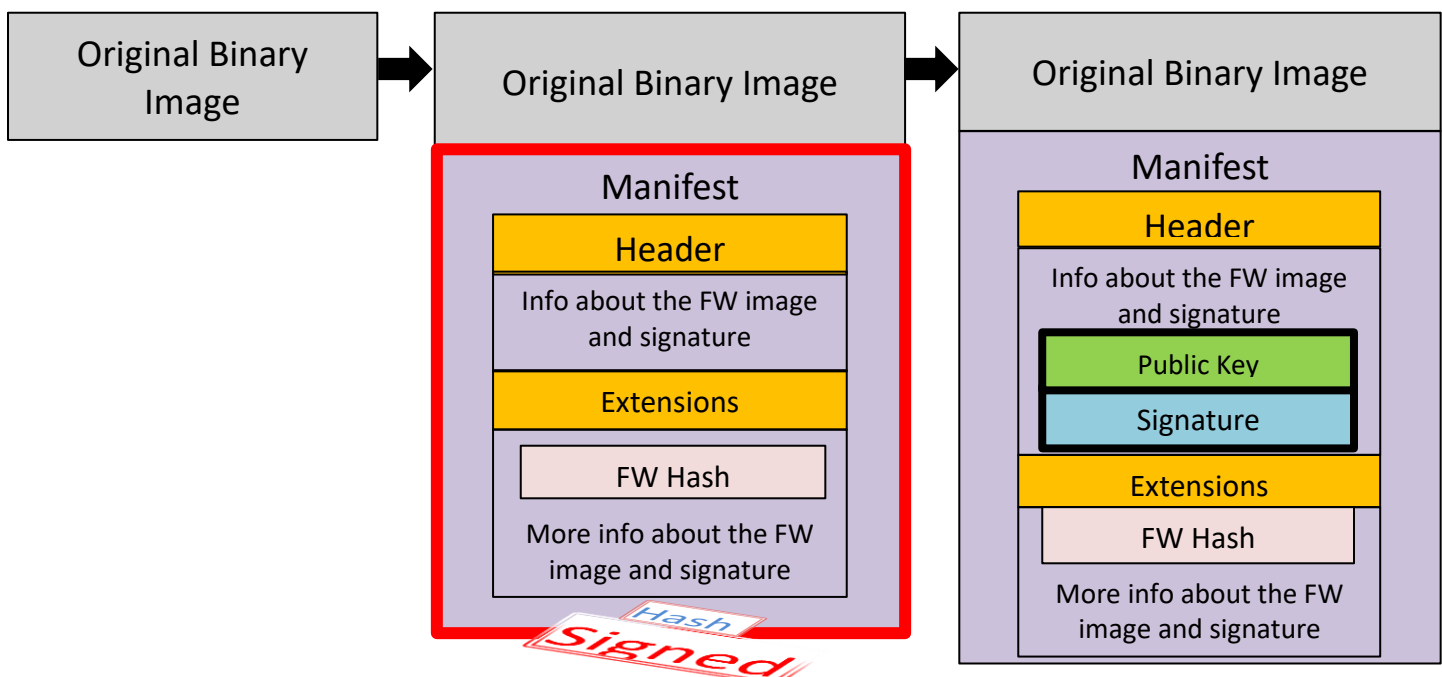 Original Binary
Image
Original Binary Image
Manifest
Header
Info about the FW image
and signature
Extensions
FW Hash
More info about the FW
image and signature
Hash
Signed
Original Binary Image
Manifest
Header
Info about the FW image
and signature
Public Key
Signature
Extensions
FW Hash
More info about the FW
image and signature